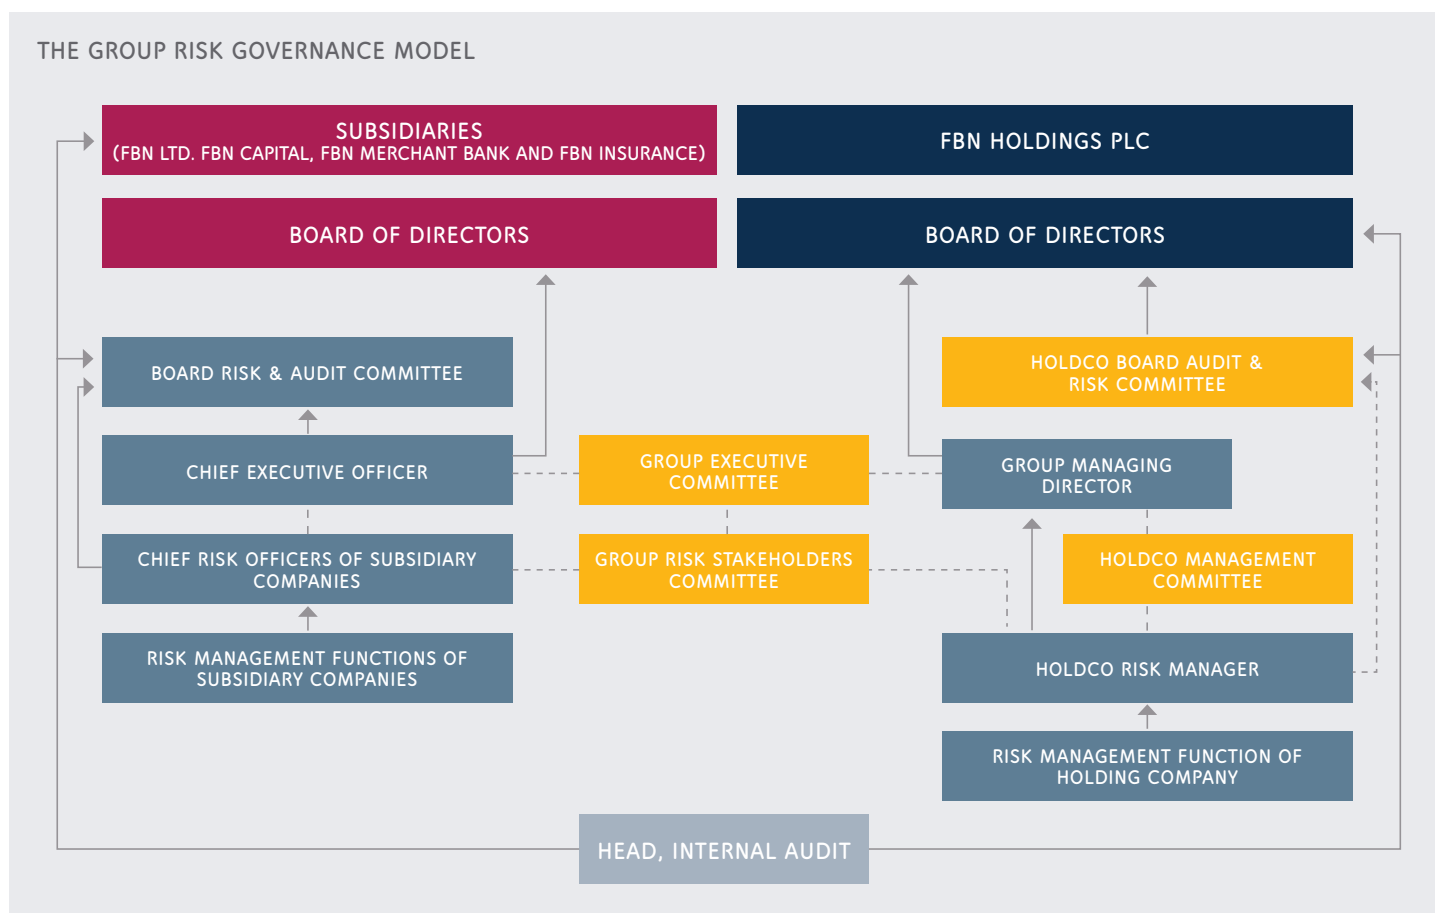 THE GROUP RISK GOVERNANCE MODEL
SUBSIDIARIES
(FBN LTD. FBN CAPITAL, FBN MERCHANT BANK AND FBN INSURANCE)
FBN HOLDINGS PLC
BOARD OF DIRECTORS
BOARD OF DIRECTORS
BOARD RISK & AUDIT COMMITTEE
HOLDCO BOARD AUDIT &
RISK COMMITTEE
CHIEF EXECUTIVE OFFICER
GROUP EXECUTIVE
COMMITTEE
GROUP MANAGING
DIRECTOR
CHIEF RISK OFFICERS OF SUBSIDIARY
COMPANIES
GROUP RISK STAKEHOLDERS
COMMITTEE
HOLDCO MANAGEMENT
COMMITTEE
RISK MANAGEMENT FUNCTIONS OF
SUBSIDIARY COMPANIES
HOLDCO RISK MANAGER
RISK MANAGEMENT FUNCTION OF
HOLDING COMPANY
HEAD, INTERNAL AUDIT